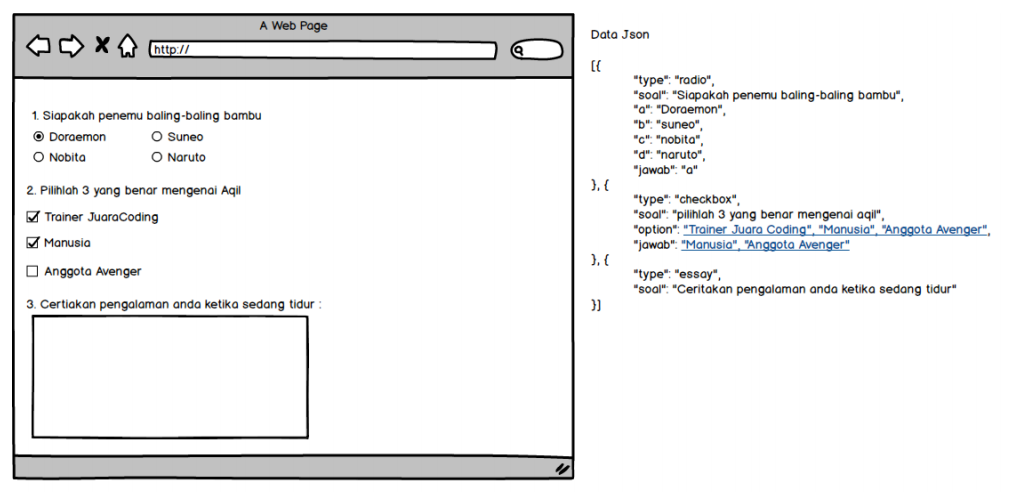 A Web Page
http://
1. Siapakah penemu baling-baling bambu
Doraemon
Suneo
Nobita
Naruto
2. Pilihlah 3 yang benar mengenai Aqil
Trainer JuaraCoding
Manusia
Anggota Avenger
3. Certiakan pengalaman anda ketika sedang tidur :
Data Json
[{
"type": "radio",
"soal": "Siapakah penemu baling-baling bambu",
"a": "Doraemon",
"b": "suneo",
"c": "nobita",
"d": "naruto",
"jawab": "a"
}, {
"type": "checkbox",
"soal": "pilihlah 3 yang benar mengenai aqil",
"option": "Trainer Juara Coding", "Manusia", "Anggota Avenger",
"jawab": "Manusia", "Anggota Avenger"
}, {
"type": "essay",
"soal": "Ceritakan pengalaman anda ketika sedang tidur"
}]